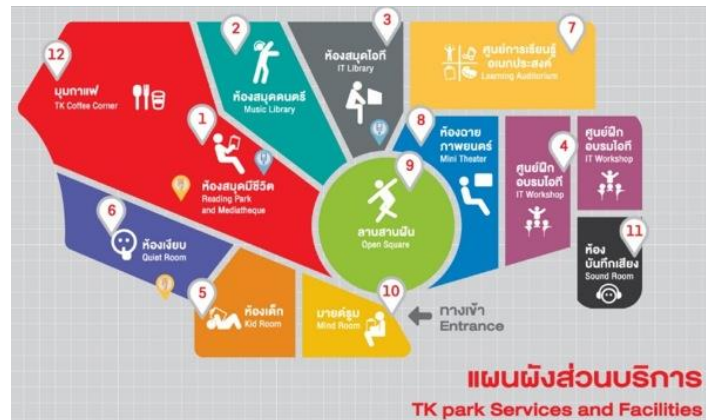 12
มุมกาแฟ
TK Coffee Corner
2
ห้องสมุดดนตรี
Music Library
3
ห้องสมุดไอที
IT Library
7
ศูนย์การเรียนรู้
อเนกประสงค์
Learning Auditorium
1
ห้องสมุดมีชีวิต
Reading Park
and Mediatheque
8
ห้องฉาย
ภาพยนตร์
Mini Theater
4
ศูนย์ฝึก
อบรมไอที
IT Workshop
ศูนย์ฝึก
อบรมไอที
IT Workshop
9
ลานสานฝัน
Open Square
6
ห้องเงียบ
Quiet Room
11
ห้อง
บันทึกเสียง
Sound Room
5
ห้องเด็ก
Kid Room
10
มายด์รูม
Mind Room
ทางเข้า
Entrance
แผนผังส่วนบริการ
TK park Services and Facilities